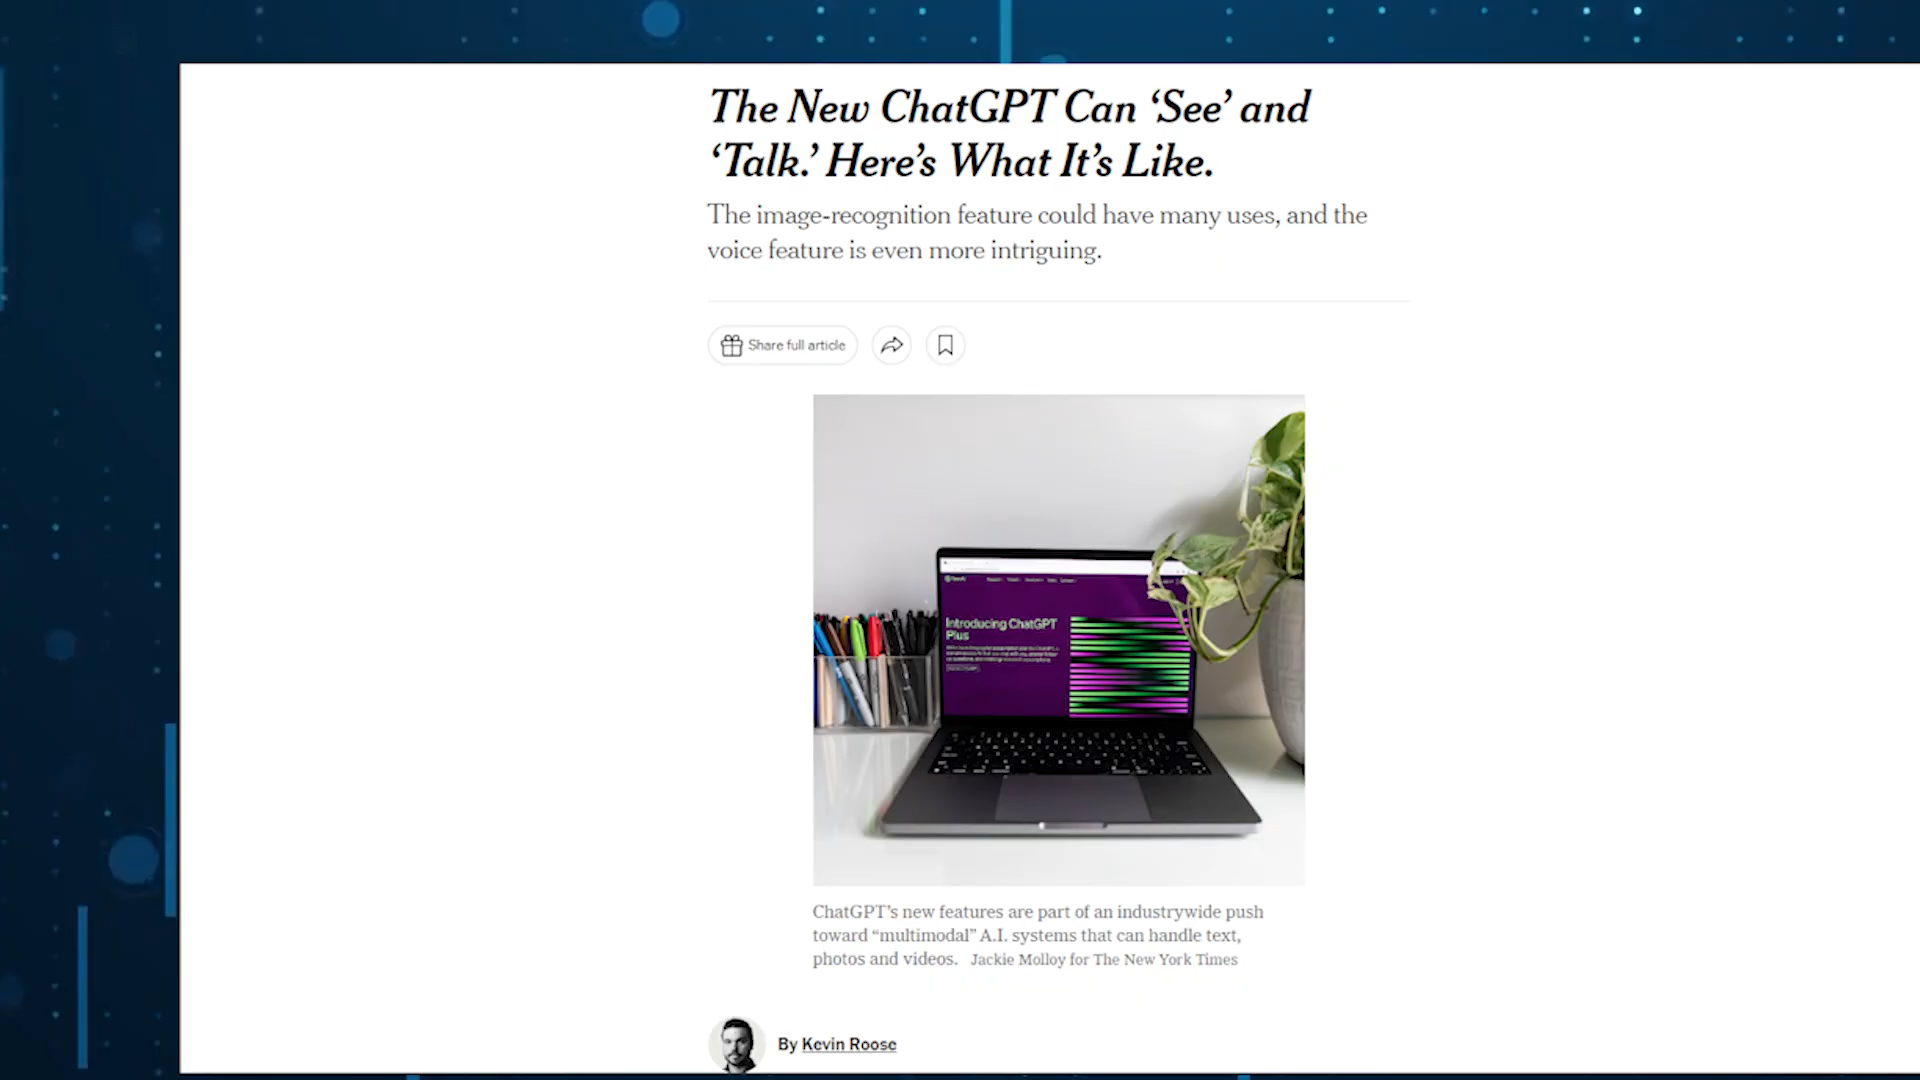 The New ChatGPT Can ‘See’ and
‘Talk.’ Here’s What It’s Like.
The image-recognition feature could have many uses, and the
voice feature is even more intriguing.
Share full article
Introducing ChatGPT
Plus
ChatGPT’s new features are part of an industrywide push
toward “multimodal” A.I. systems that can handle text,
photos and videos. Jackie Molloy for The New York Times
By Kevin Roose